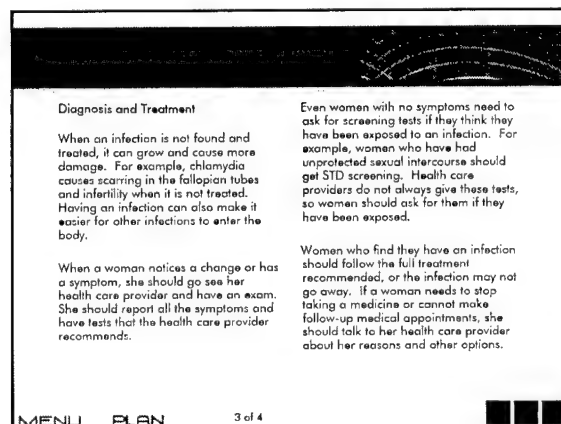 Diagnosis and Treatment
When an infection is not found and
treated, it can grow and cause more
damage. For example, chlamydia
causes scarring in the fallopian tubes
and infertility when it is not treated.
Having an infection can also make it
easier for other infections to enter the
body.
When a woman notices a change or has
a symptom, she should go see her
health care provider and have an exam.
She should report all the symptoms and
have tests that the health care provider
recommends.
Even women with no symptoms need to
ask for screening tests if they think they
have been exposed to an infection. For
example, women who have had
unprotected sexual intercourse should
get STD screening. Health care
providers do not always give these tests,
so women should ask for them if they
have been exposed.
Women who find they have an infection
should follow the full treatment
recommended, or the infection may not
go away. If a woman needs to stop
taking a medicine or cannot make
follow-up medical appointments, she
should talk to her health care provider
about her reasons and other options.
MENU PLAN 3 of 4